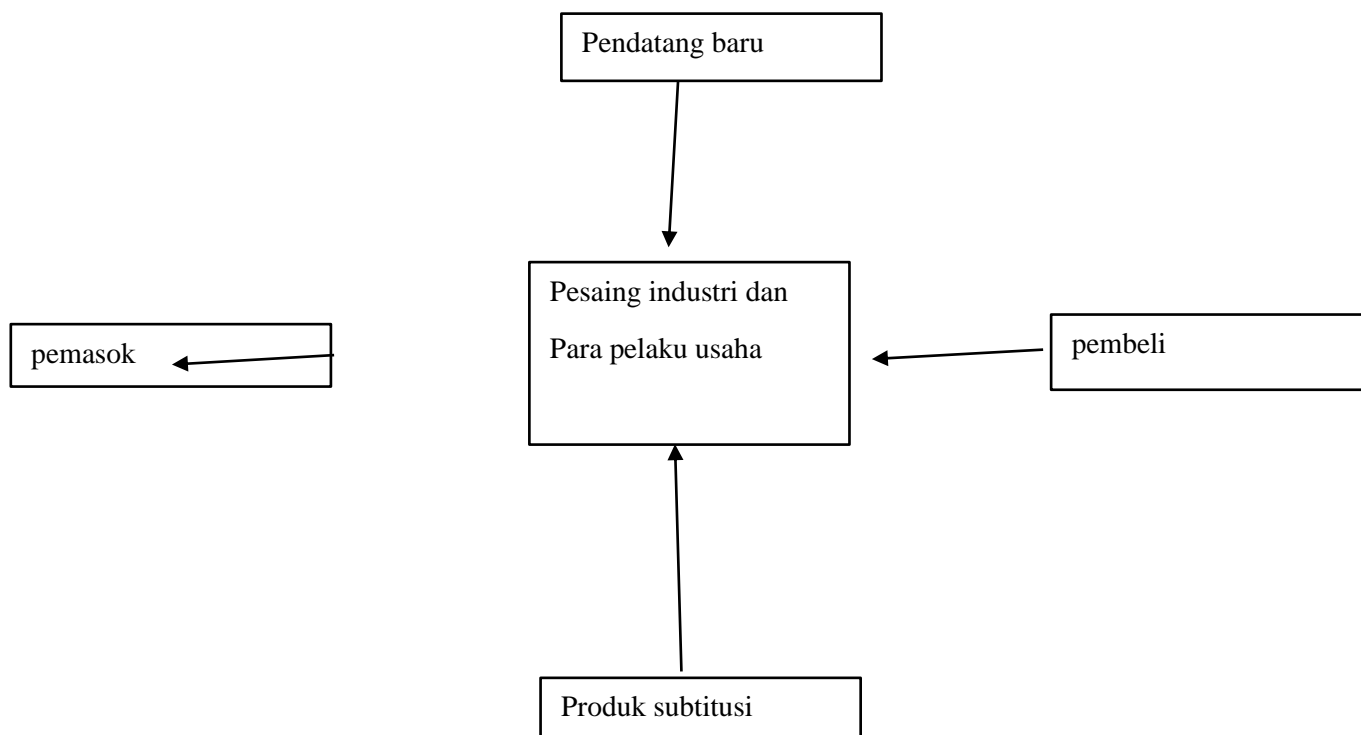 Pendatang baru
Pesaing industri dan
Para pelaku usaha
pemasok
pembeli
Produk subtitusi